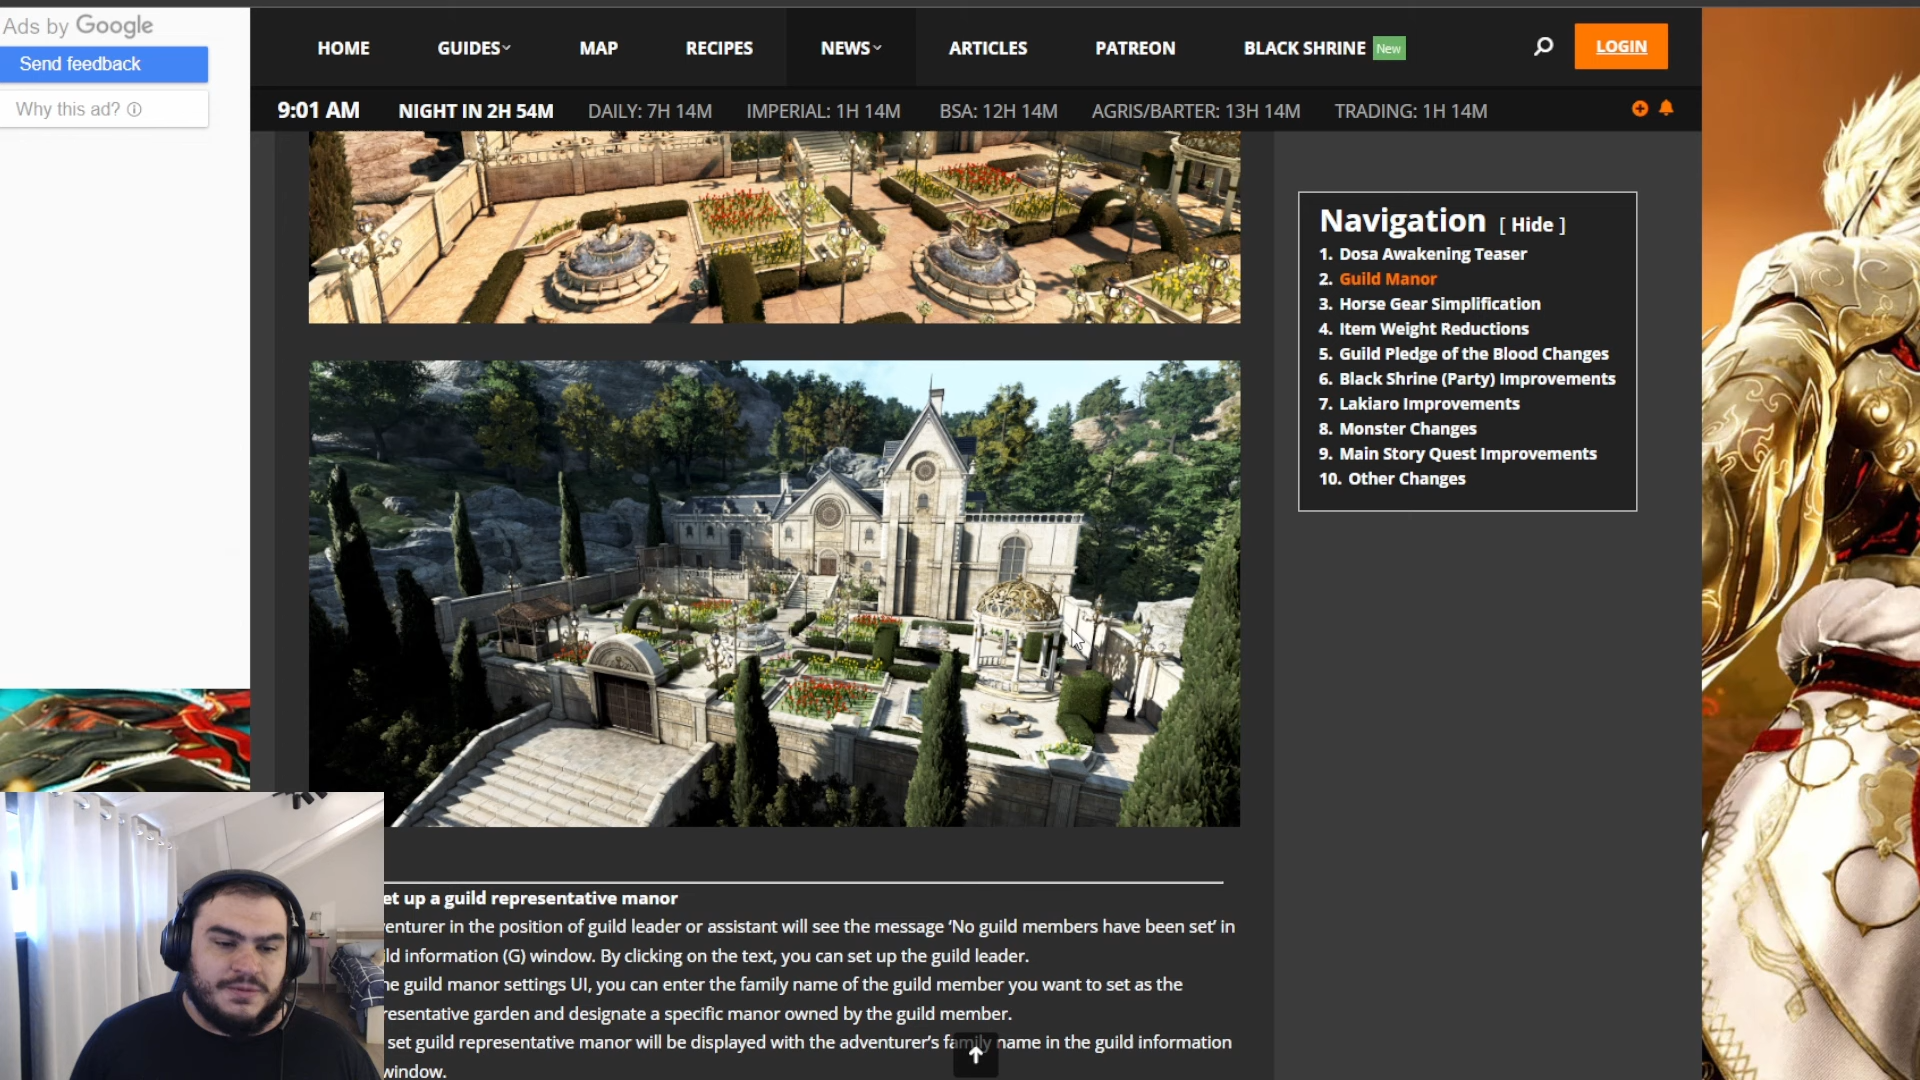 Ads by Google
Send feedback
Why this ad?
HOME GUIDES MAP RECIPES NEWS ARTICLES PATREON BLACK SHRINE New LOGIN
9:01 AM NIGHT IN 2H 54M DAILY: 7H 14M IMPERIAL: 1H 14M BSA: 12H 14M AGRIS/BARTER: 13H 14M TRADING: 1H 14M
Navigation [ Hide ]
1. Dosa Awakening Teaser
2. Guild Manor
3. Horse Gear Simplification
4. Item Weight Reductions
5. Guild Pledge of the Blood Changes
6. Black Shrine (Party) Improvements
7. Lakiaro Improvements
8. Monster Changes
9. Main Story Quest Improvements
10. Other Changes
et up a guild representative manor
enturer in the position of guild leader or assistant will see the message ‘No guild members have been set’ in
ld information (G) window. By clicking on the text, you can set up the guild leader.
he guild manor settings UI, you can enter the family name of the guild member you want to set as the
resentative garden and designate a specific manor owned by the guild member.
set guild representative manor will be displayed with the adventurer’s family name in the guild information
window.